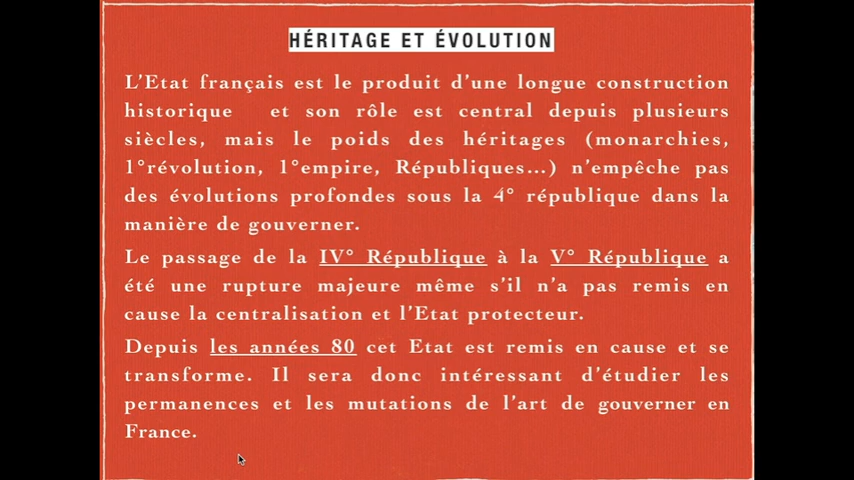 HÉRITAGE ET ÉVOLUTION
L'Etat français est le produit d'une longue construction
historique et son rôle est central depuis plusieurs
siècles, mais le poids des héritages (monarchies,
1°révolution, 1°empire, Républiques...) n'empêche pas
des évolutions profondes sous la 4° république dans la
manière de gouverner.
Le passage de la IV° République à la V° République a
été une rupture majeure même s'il n'a pas remis en
cause la centralisation et l'Etat protecteur.
Depuis les années 80 cet Etat est remis en cause et se
transforme. Il sera donc intéressant d'étudier les
permanences et les mutations de l'art de gouverner en
France.